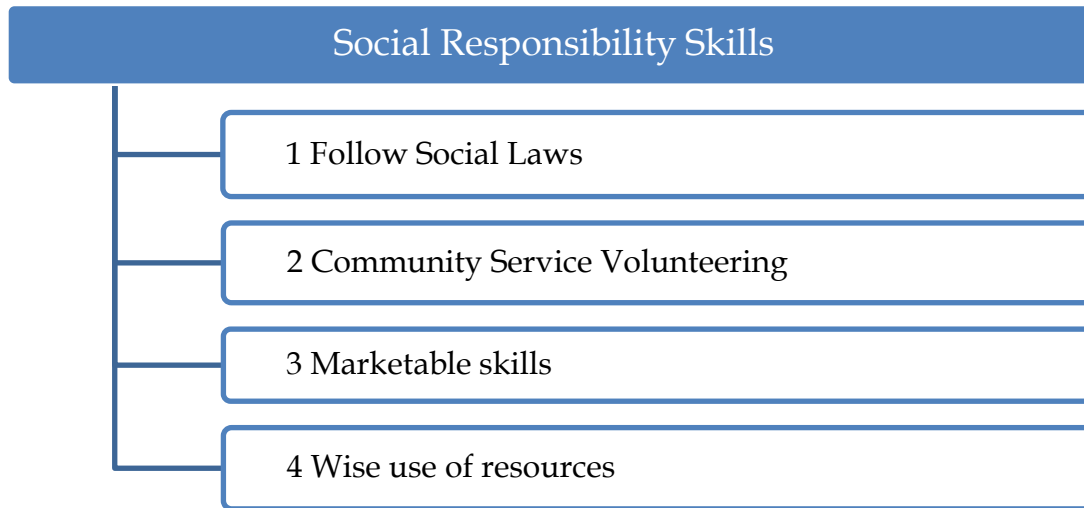 Social Responsibility Skills
1 Follow Social Laws
2 Community Service Volunteering
3 Marketable skills
4 Wise use of resources